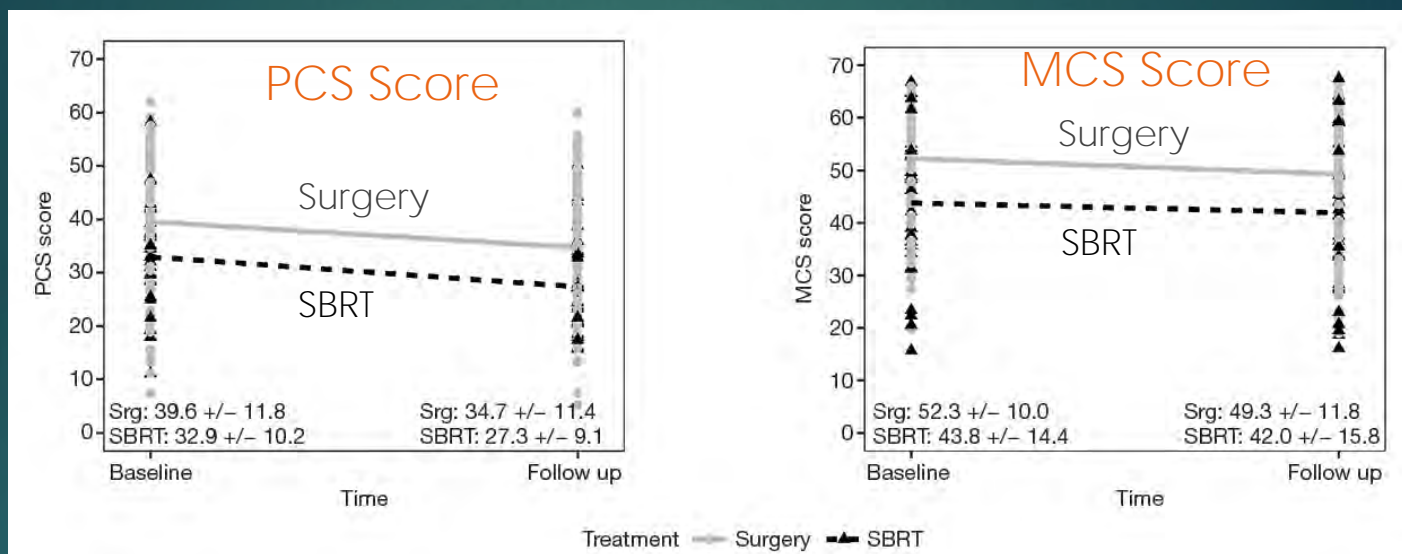 PCS Score
70
60
50
40
30
20
10
0
PCS score
Surgery
SBRT
Srg: 39.6 +/− 11.8
SBRT: 32.9 +/− 10.2
Srg: 34.7 +/− 11.4
SBRT: 27.3 +/− 9.1
Baseline
Follow up
Time
MCS Score
70
60
50
40
30
20
10
0
MCS score
Surgery
SBRT
Srg: 52.3 +/− 10.0
SBRT: 43.8 +/− 14.4
Srg: 49.3 +/− 11.8
SBRT: 42.0 +/− 15.8
Baseline
Follow up
Time
Treatment Surgery SBRT